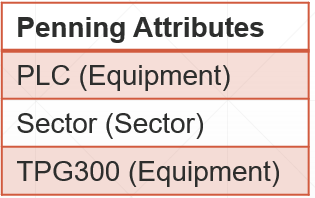 Penning Attributes
PLC (Equipment)
Sector (Sector)
TPG300 (Equipment)